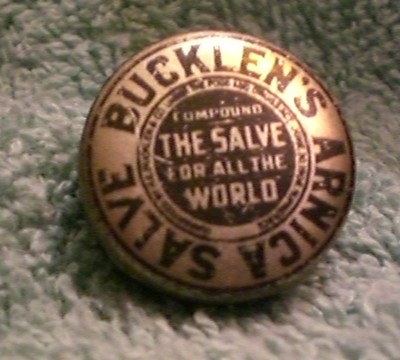 BUCKLEN'S ARNICA SALVE
COMPOUND
THE SALVE
FOR ALL THE
WORLD